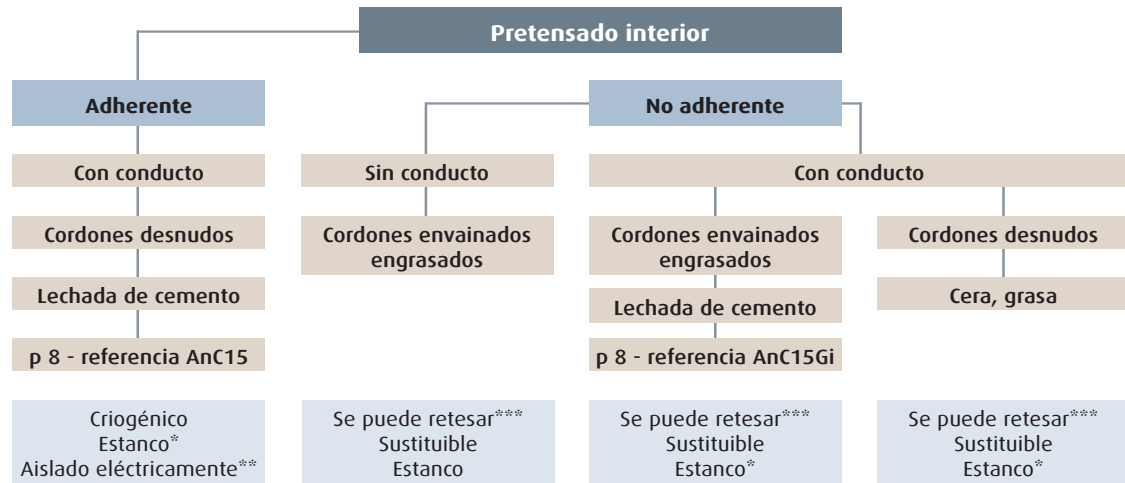 Pretensado interior
Adherente
No adherente
Con conducto
Sin conducto
Con conducto
Cordones desnudos
Cordones envainados
engrasados
Cordones envainados
engrasados
Cordones desnudos
Lechada de cemento
Lechada de cemento
Cera, grasa
p 8 - referencia AnC15
p 8 - referencia AnC15Gi
Criogénico
Estanco*
Aislado eléctricamente**
Se puede retesar***
Sustituible
Estanco
Se puede retesar***
Sustituible
Estanco*
Se puede retesar***
Sustituible
Estanco*